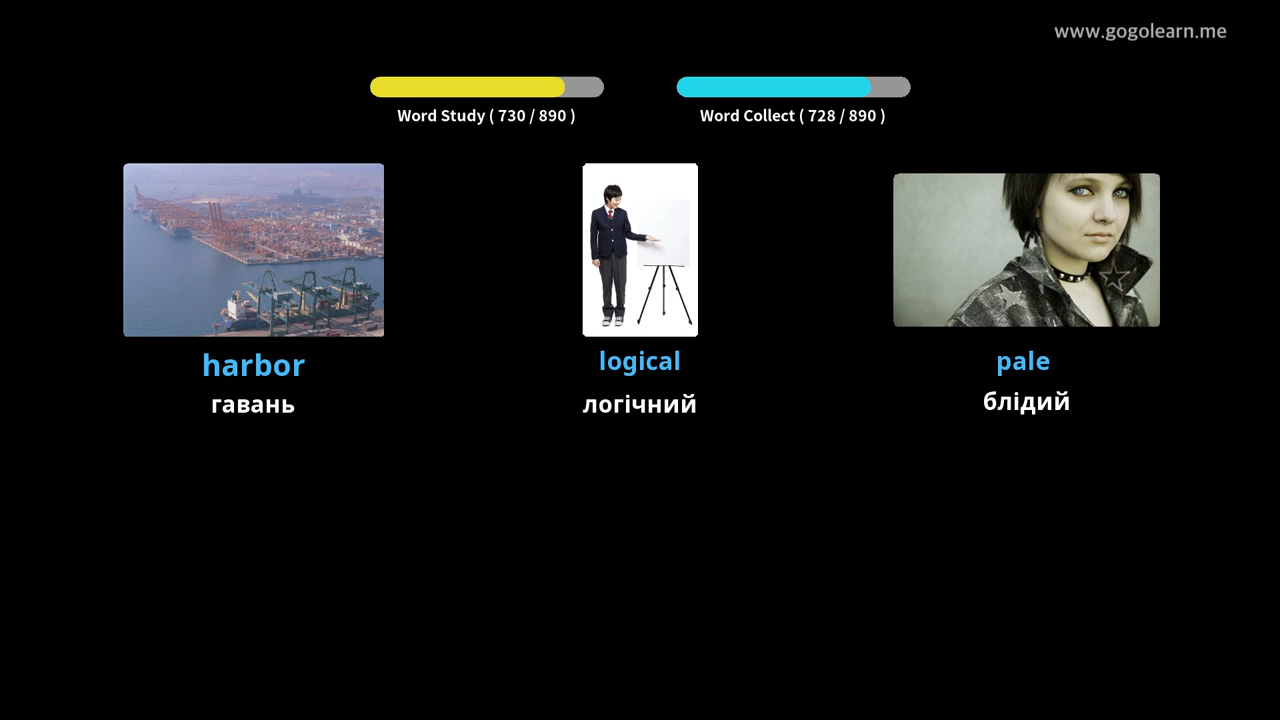 www.gogolearn.me
Word Study ( 730 / 890 )
Word Collect ( 728 / 890 )
harbor
logical
pale
гавань
логічний
блідий